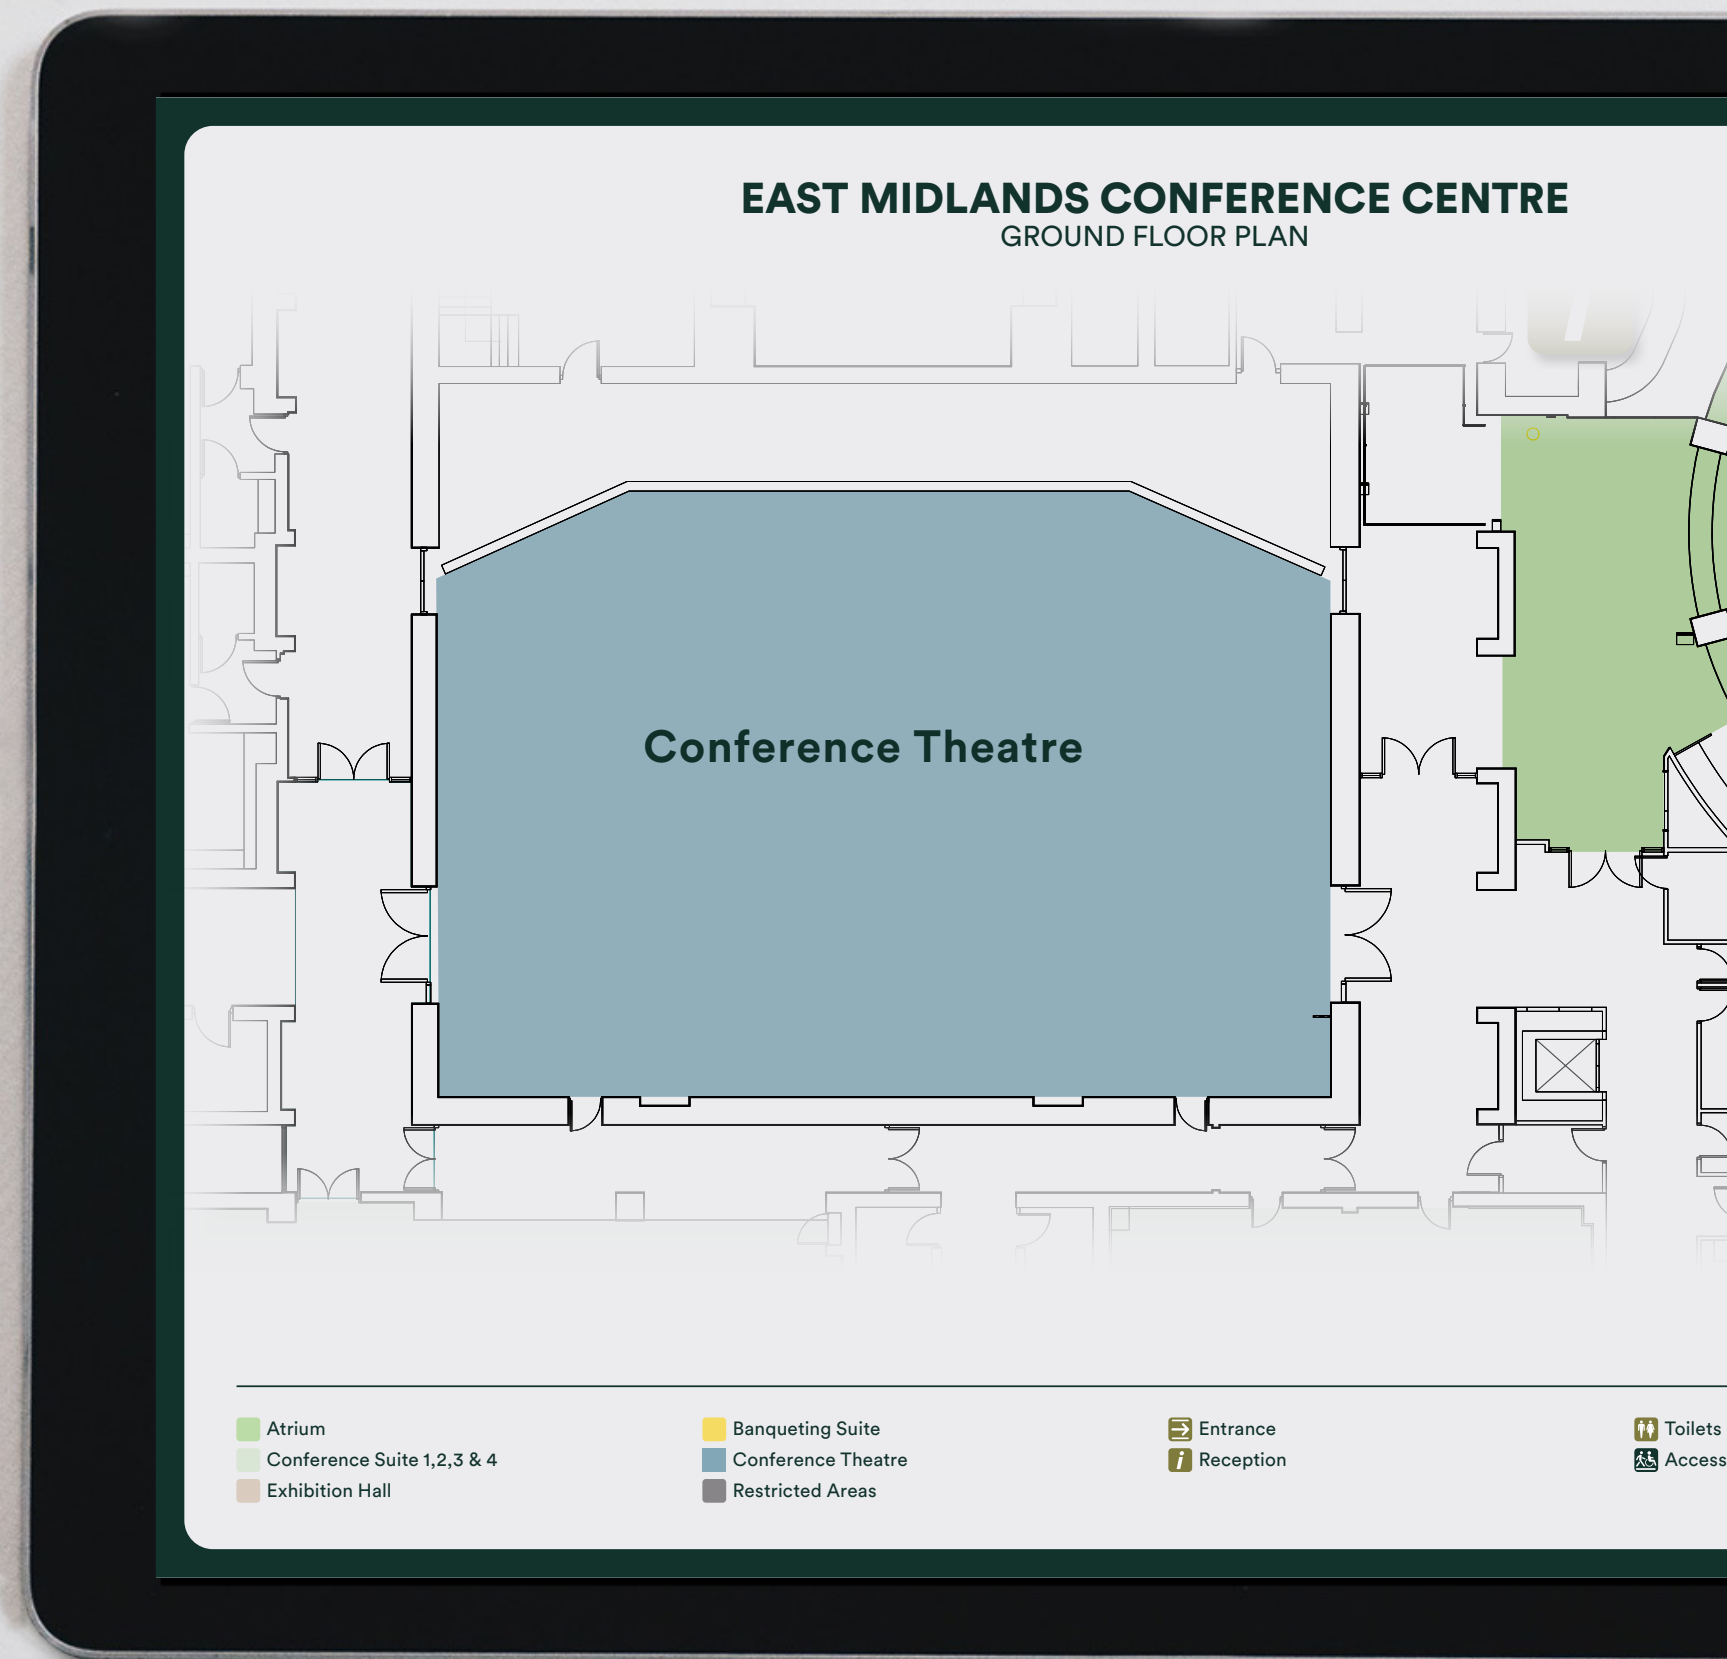 EAST MIDLANDS CONFERENCE CENTRE
GROUND FLOOR PLAN
Conference Theatre
Atrium
Conference Suite 1,2,3 & 4
Exhibition Hall
Banqueting Suite
Conference Theatre
Restricted Areas
Entrance
i Reception
Toilets
Access